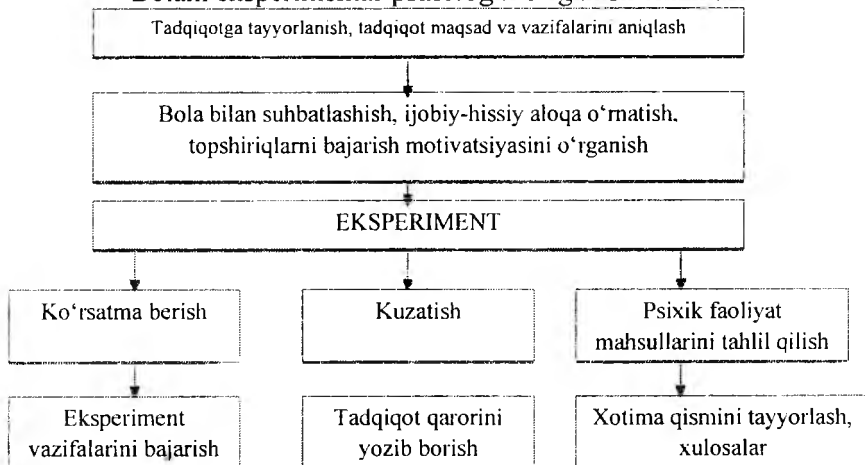 Tadqiqotga tayyorlanish, tadqiqot maqsad va vazifalarini aniqlash
Bola bilan suhbatlashish, ijobiy-hissiy aloqa o‘rnatish,
topshiriqlarni bajarish motivatsiyasini o‘rganish
EKSPERIMENT
Ko‘rsatma berish
Kuzatish
Psixik faoliyat
mahsullarini tahlil qilish
Eksperiment
vazifalarini bajarish
Tadqiqot qarorini
yozib borish
Xotima qismini tayyorlash,
xulosalar